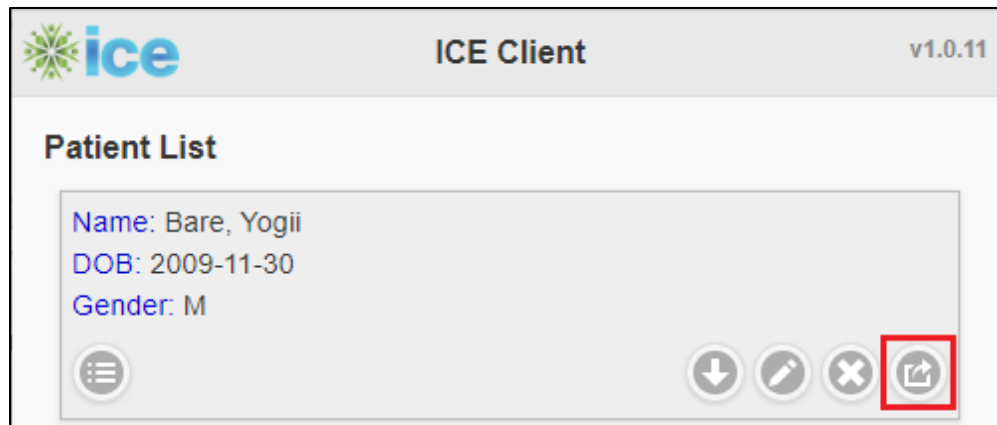 ice
ICE Client
v1.0.11
Patient List
Name: Bare, Yogii
DOB: 2009-11-30
Gender: M